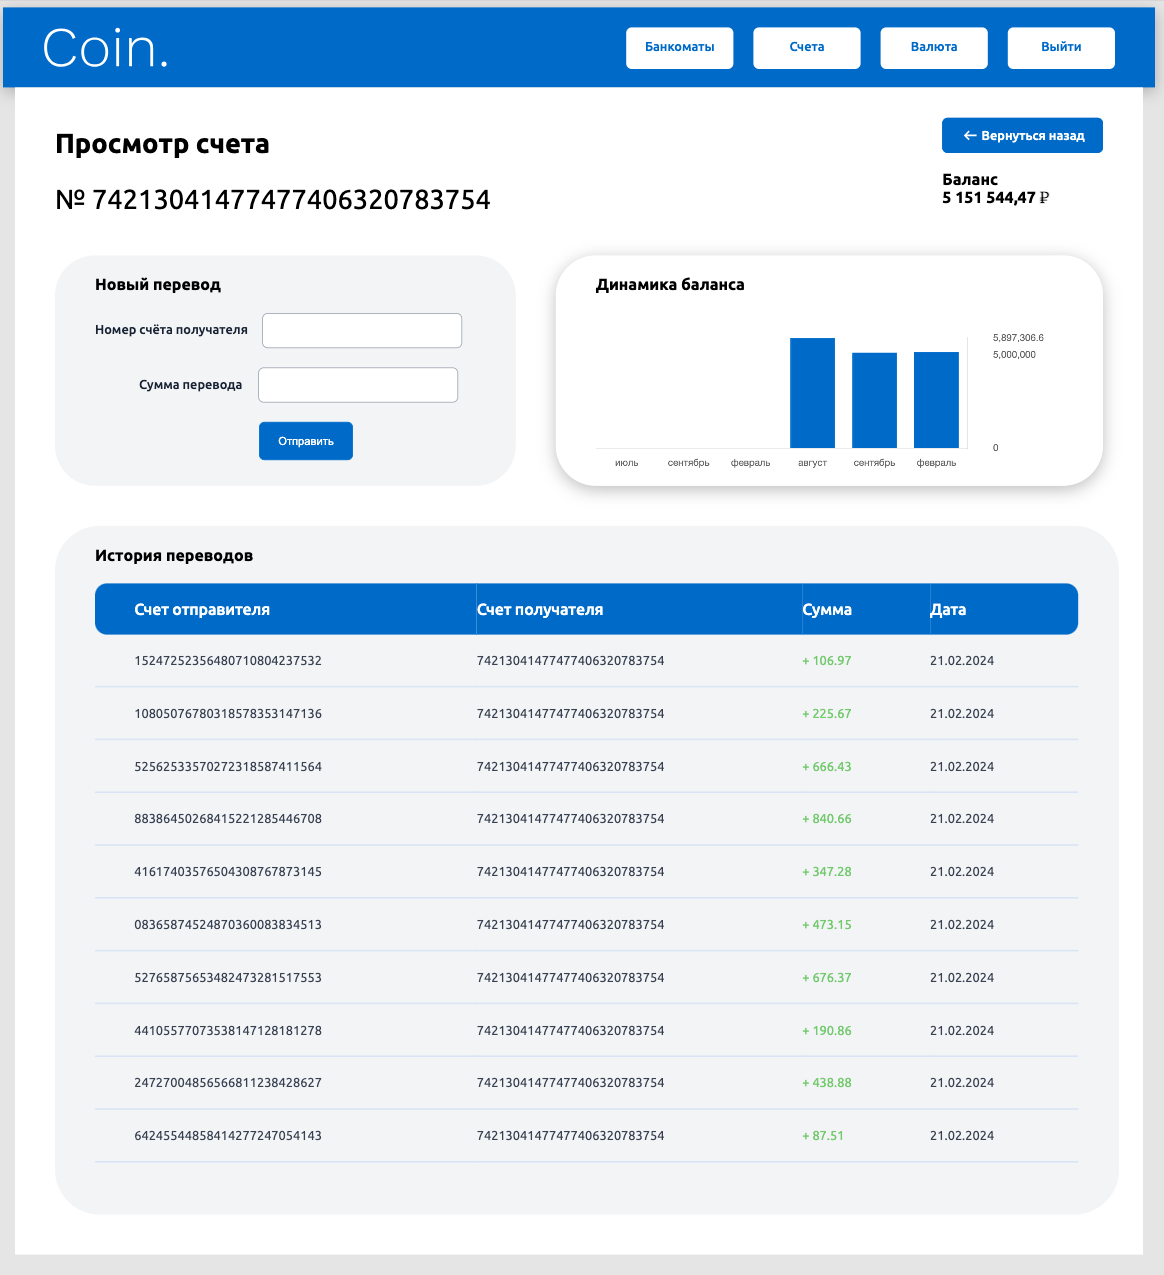 Coin.
Банкоматы
Счета
Валюта
Выйти
Просмотр счета
← Вернуться назад
№ 74213041477477406320783754
Баланс
5 151 544,47 ₽
Новый перевод
Номер счёта получателя
Сумма перевода
Отправить
Динамика баланса
5,897,306.6
5,000,000
0
июль сентябрь февраль август сентябрь февраль
История переводов
Счет отправителя Счет получателя Сумма Дата
15247252356480710804237532 74213041477477406320783754 + 106.97 21.02.2024
10805076780318578353147136 74213041477477406320783754 + 225.67 21.02.2024
52562533570272318587411564 74213041477477406320783754 + 666.43 21.02.2024
88386450268415221285446708 74213041477477406320783754 + 840.66 21.02.2024
41617403576504308767873145 74213041477477406320783754 + 347.28 21.02.2024
08365874524870360083834513 74213041477477406320783754 + 473.15 21.02.2024
52765875653482473281517553 74213041477477406320783754 + 676.37 21.02.2024
44105577073538147128181278 74213041477477406320783754 + 190.86 21.02.2024
24727004856566811238428627 74213041477477406320783754 + 438.88 21.02.2024
64245544858414277247054143 74213041477477406320783754 + 87.51 21.02.2024